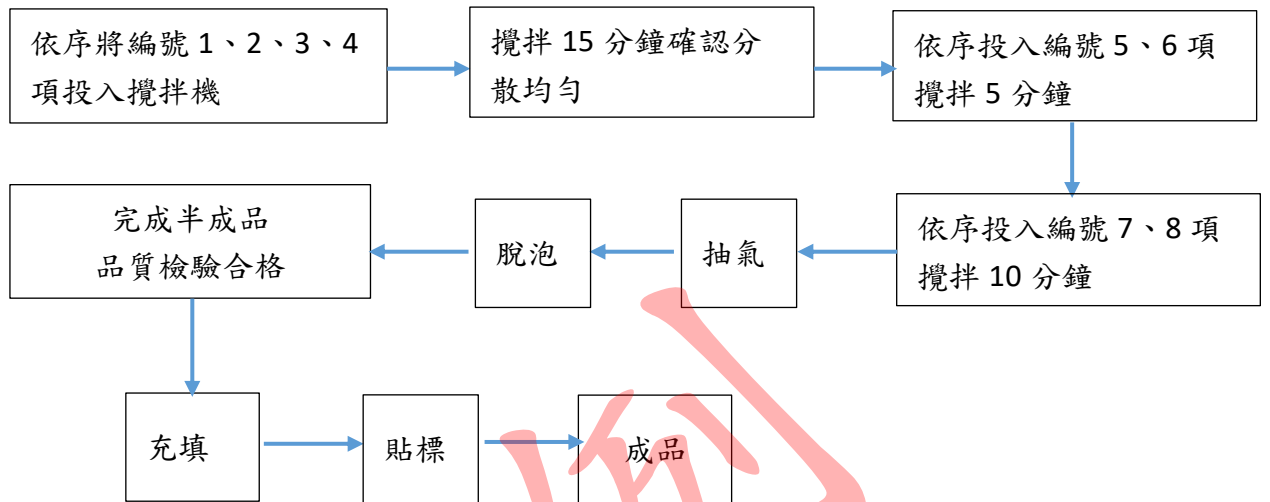 依序將編號 1、2、3、4
項投入攪拌機
攪拌 15 分鐘確認分
散均勻
依序投入編號 5、6 項
攪拌 5 分鐘
依序投入編號 7、8 項
攪拌 10 分鐘
抽氣
脫泡
完成半成品
品質檢驗合格
充填
貼標
成品
例